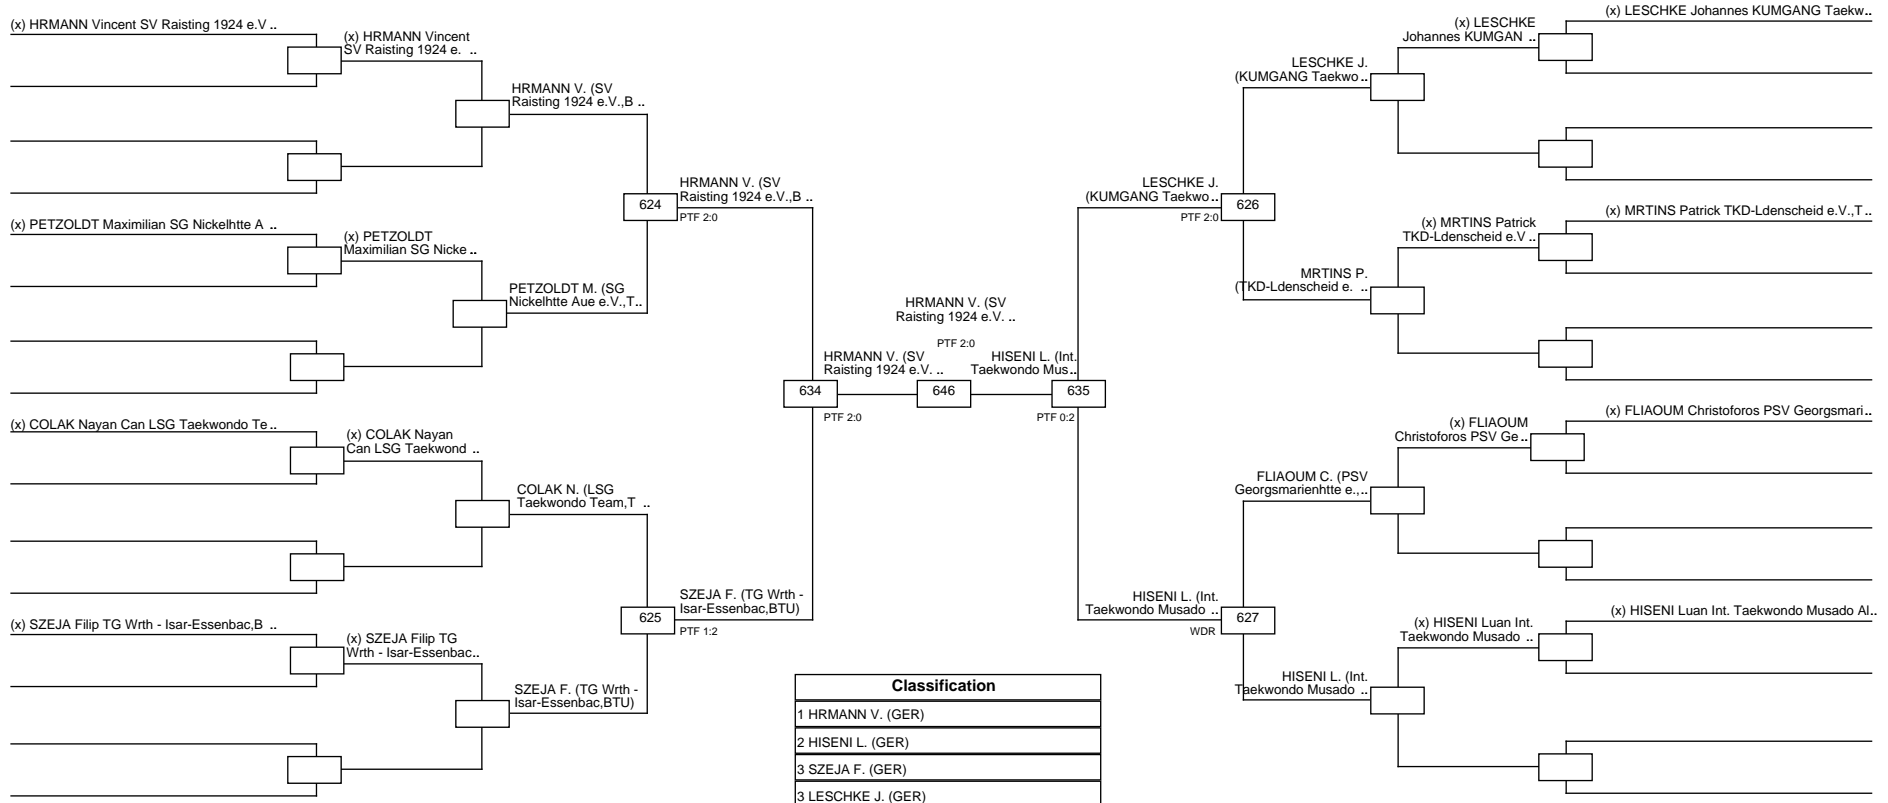 (x) HRMANN Vincent SV Raisting 1924 e.V ..
(x) HRMANN Vincent
SV Raisting 1924 e. ..
HRMANN V. (SV
Raisting 1924 e.V.,B ..
624
HRMANN V. (SV
Raisting 1924 e.V.,B ..
PTF 2:0
(x) PETZOLDT Maximilian SG Nickelhtte A ..
(x) PETZOLDT
Maximilian SG Nicke ..
PETZOLDT M. (SG
Nickelhtte Aue e.V.,T ..
(x) COLAK Nayan Can LSG Taekwondo Te ..
(x) COLAK Nayan
Can LSG Taekwond ..
COLAK N. (LSG
Taekwondo Team,T ..
625
SZEJA F. (TG Wrth -
Isar-Essenbac,BTU)
PTF 1:2
(x) SZEJA Filip TG Wrth - Isar-Essenbac,B ..
(x) SZEJA Filip TG
Wrth - Isar-Essenbac..
SZEJA F. (TG Wrth -
Isar-Essenbac,BTU)
634
HRMANN V. (SV
Raisting 1924 e.V. ..
PTF 2:0
HRMANN V. (SV
Raisting 1924 e.V. ..
PTF 2:0
646
HISENI L. (Int.
Taekwondo Mus..
635
PTF 0:2
LESCHKE J.
(KUMGANG Taekwo ..
626
PTF 2:0
LESCHKE J.
(KUMGANG Taekwo ..
(x) LESCHKE
Johannes KUMGAN ..
(x) LESCHKE Johannes KUMGANG Taekw..
MRTINS P.
(TKD-Ldenscheid e. ..
(x) MRTINS Patrick
TKD-Ldenscheid e.V ..
(x) MRTINS Patrick TKD-Ldenscheid e.V.,T ..
HISENI L. (Int.
Taekwondo Musado ..
627
WDR
FLIAOUM C. (PSV
Georgsmarienhtte e.,..
(x) FLIAOUM
Christoforos PSV Ge ..
(x) FLIAOUM Christoforos PSV Georgsmari..
HISENI L. (Int.
Taekwondo Musado ..
(x) HISENI Luan Int.
Taekwondo Musado ..
(x) HISENI Luan Int. Taekwondo Musado Al..
Classification
1 HRMANN V. (GER)
2 HISENI L. (GER)
3 SZEJA F. (GER)
3 LESCHKE J. (GER)